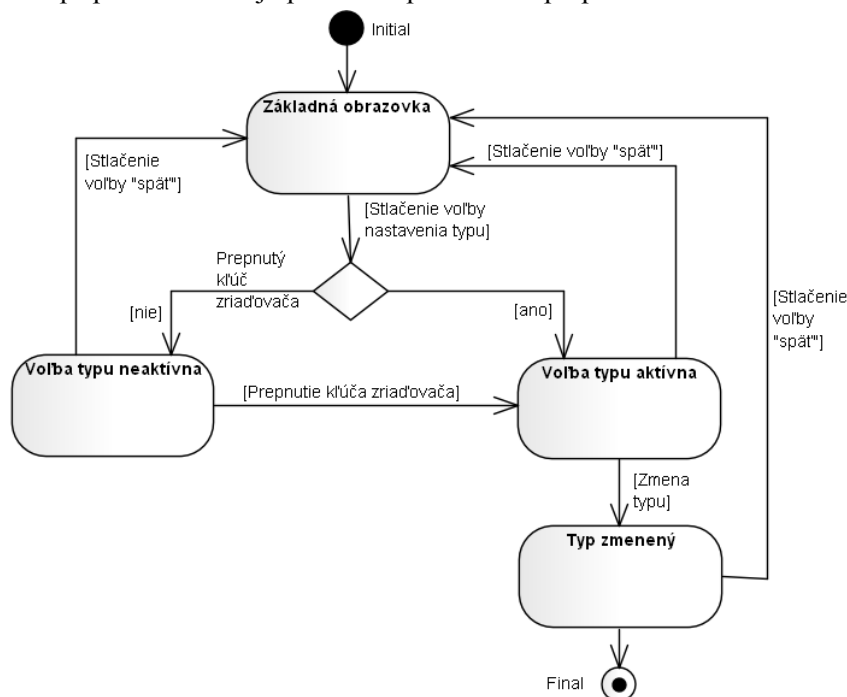 Initial
Základná obrazovka
[Stlačenie
voľby "späť"]
[Stlačenie voľby "späť"]
[Stlačenie voľby
nastavenia typu]
Prepnutý
kľúč
zriaďovača
[nie]
[ano]
[Stlačenie
voľby
"späť"]
Voľba typu neaktívna
Voľba typu aktívna
[Prepnutie kľúča zriaďovača]
[Zmena
typu]
Typ zmenený
Final